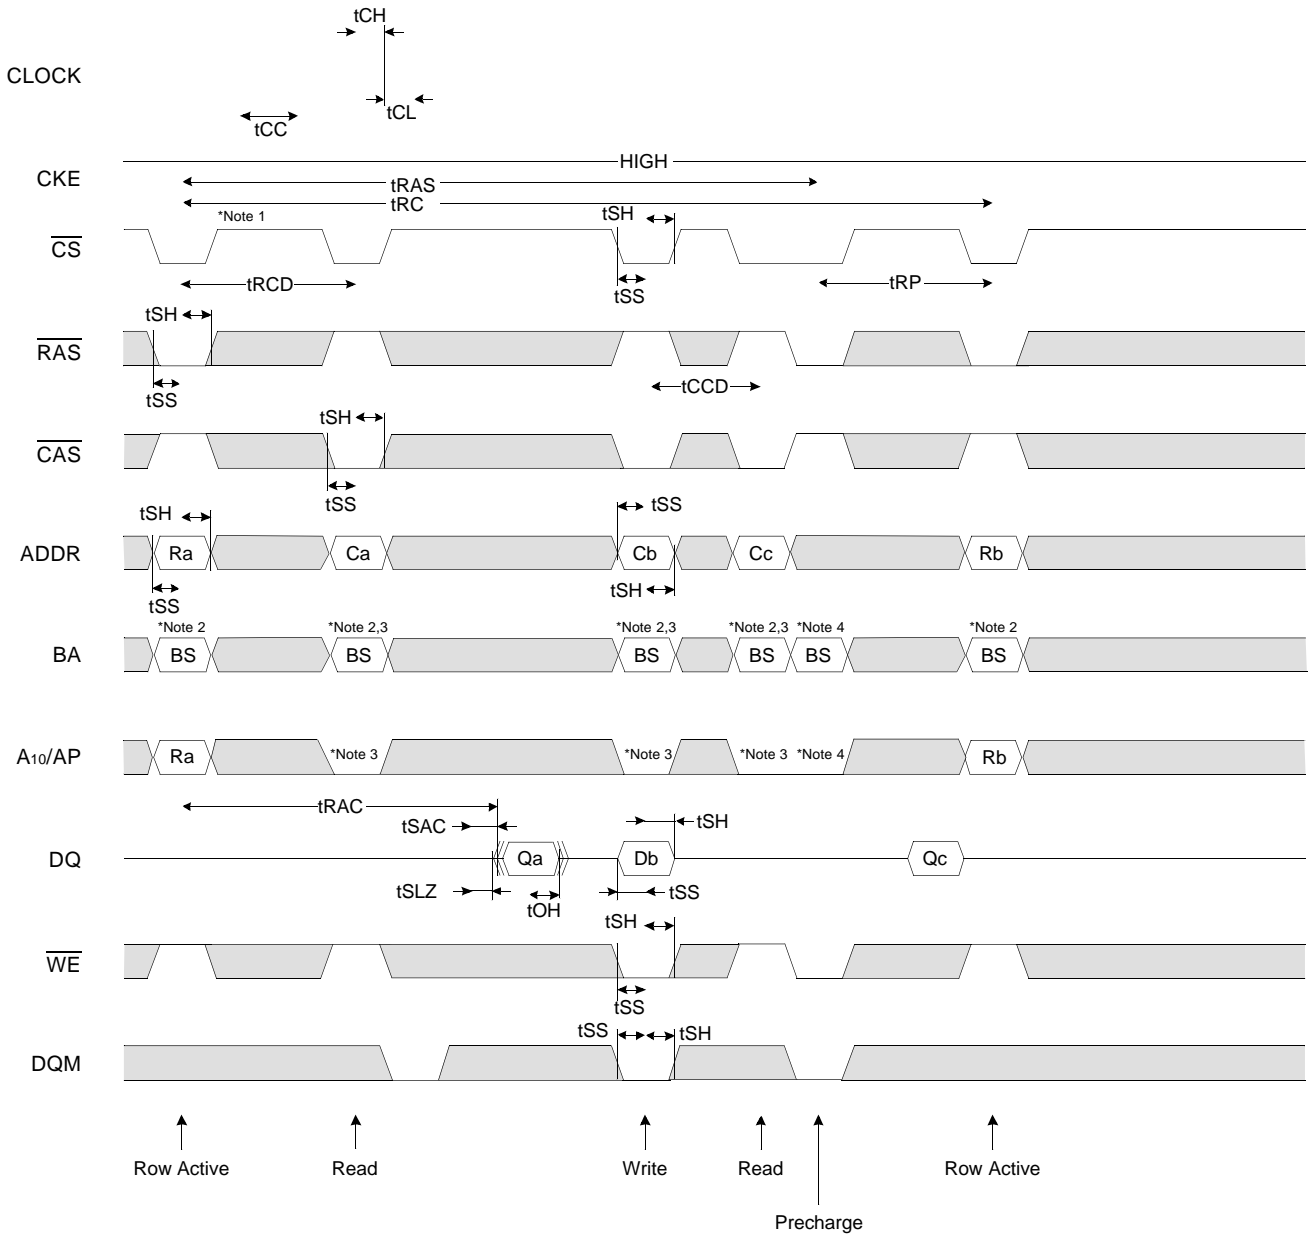 tCH
CLOCK
tCL
tCC
HIGH
CKE
tRAS
tRC
*Note 1
tSH
CS
tRCD
tRP
tSS
tSH
RAS
tCCD
tSS
tSH
CAS
tSS
tSS
tSH
ADDR Ra Ca Cb Cc Rb
tSH
tSS
*Note 2 *Note 2,3 *Note 2,3 *Note 2,3 *Note 4 *Note 2
BA BS BS BS BS BS BS
A10/AP Ra *Note 3 *Note 3 *Note 3 *Note 4 Rb
tRAC
tSAC tSH
DQ Qa Db Qc
tSLZ tSS
tOH
tSH
WE
tSS
tSS tSH
DQM
Row Active Read Write Read Row Active
Precharge